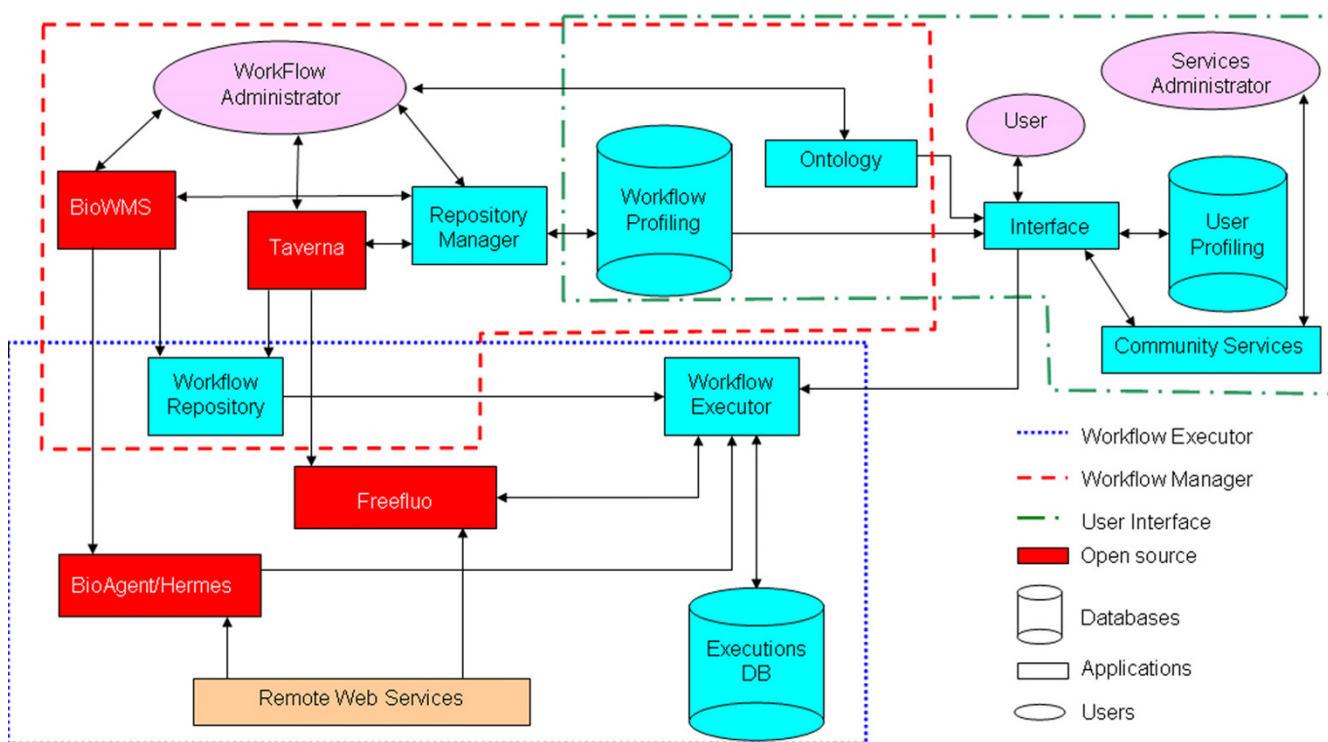 WorkFlow
Administrator
Services
Administrator
User
BioWMS
Taverna
Repository
Manager
Workflow
Profiling
Ontology
Interface
User
Profiling
Community Services
Workflow
Repository
Workflow
Executor
Freefluo
BioAgent/Hermes
Executions
DB
Remote Web Services
Workflow Executor
Workflow Manager
User Interface
Open source
Databases
Applications
Users